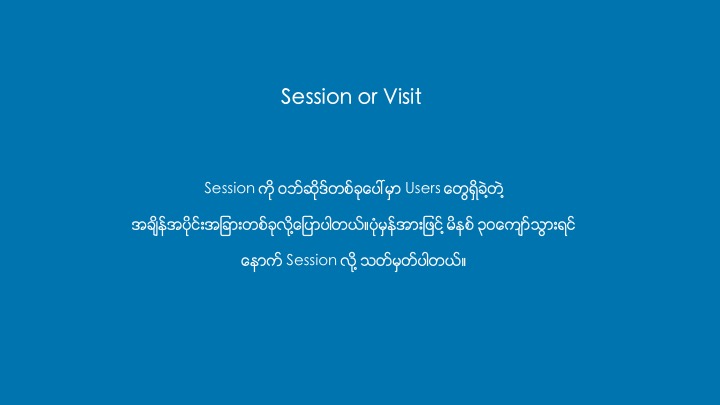 Session or Visit
Session ကို ဝဘ်ဆိုဒ်တစ်ခုပေါ်မှာ Users တွေရှိခဲ့တဲ့
အချိန်အပိုင်းအခြားတစ်ခုလို့ပြောပါတယ်။ပုံမှန်အားဖြင့် မိနစ် ၃၀ကျော်သွားရင်
နောက် Session လို့ သတ်မှတ်ပါတယ်။